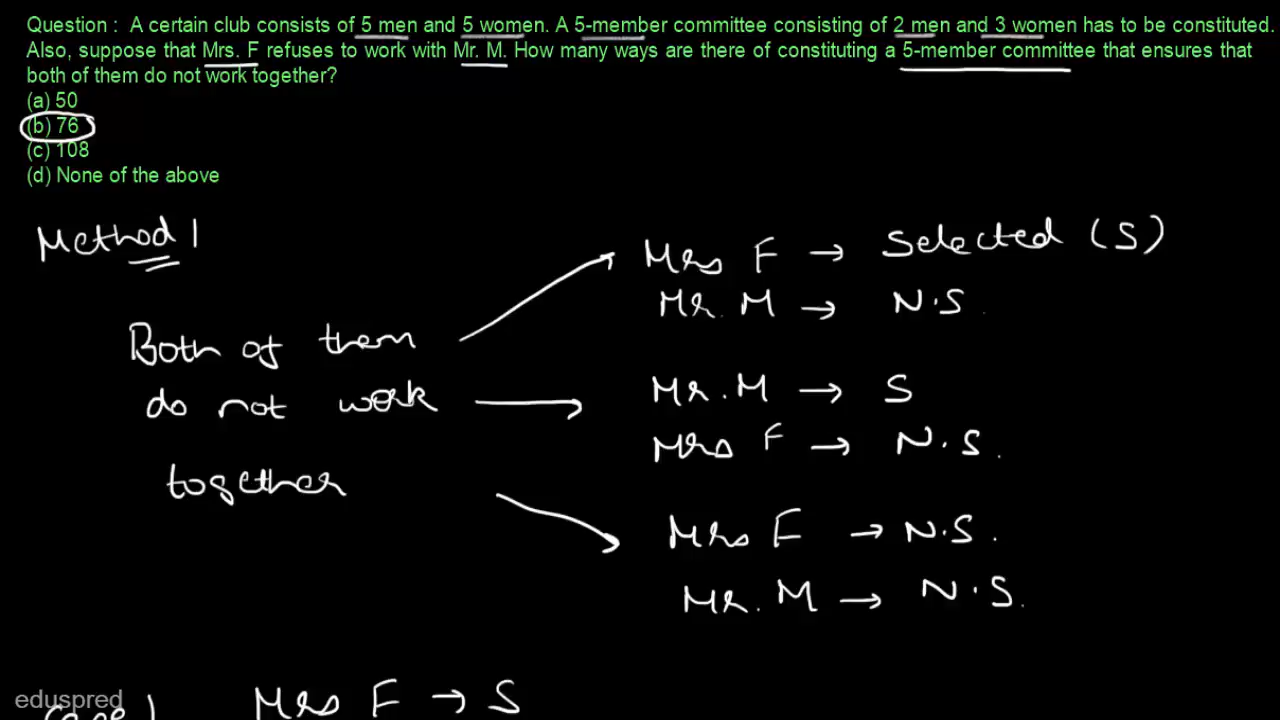 Question : A certain club consists of 5 men and 5 women. A 5-member committee consisting of 2 men and 3 women has to be constituted.
Also, suppose that Mrs. F refuses to work with Mr. M. How many ways are there of constituting a 5-member committee that ensures that
both of them do not work together?
(a) 50
(b) 76
(c) 108
(d) None of the above
Method 1
Mrs F → Selected (S)
Mr. M → N.S.
Both of them
do not work
together
Mr. M → S
Mrs F → N.S.
Mrs F → N.S.
Mr. M → N.S.
Case 1 Mrs F → S
eduspred